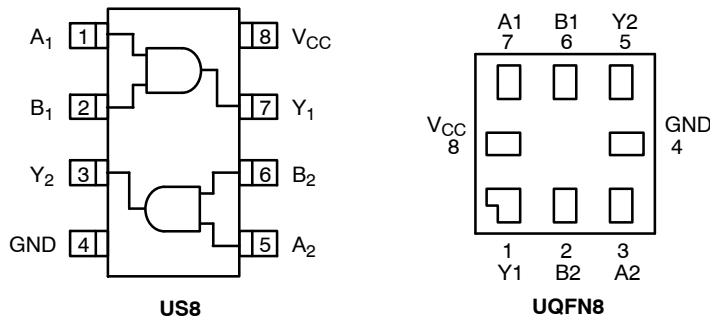 A1 1 8 VCC
B1 2 7 Y1
Y2 3 6 B2
GND 4 5 A2
US8
A1 B1 Y2
7 6 5
VCC GND
8 4
1 2 3
Y1 B2 A2
UQFN8